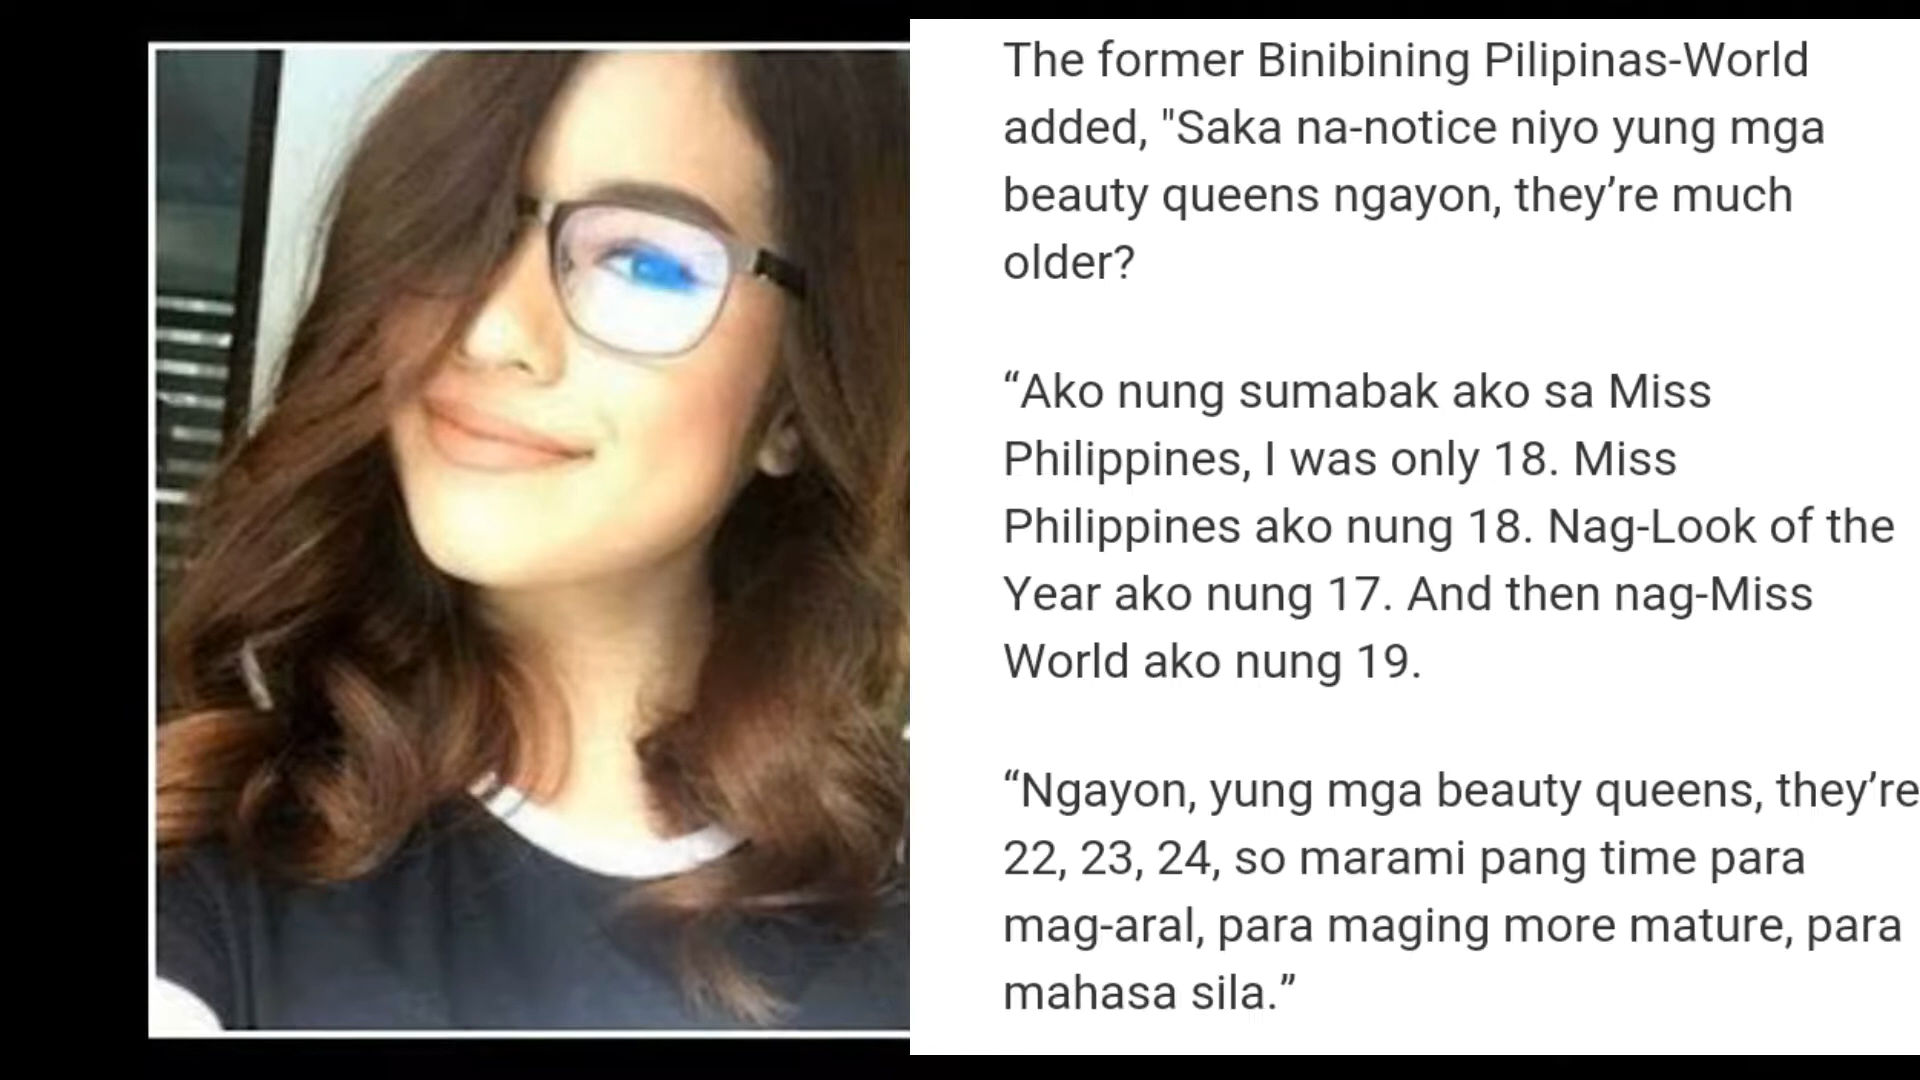 The former Binibining Pilipinas-World
added, "Saka na-notice niyo yung mga
beauty queens ngayon, they’re much
older?
“Ako nung sumabak ako sa Miss
Philippines, I was only 18. Miss
Philippines ako nung 18. Nag-Look of the
Year ako nung 17. And then nag-Miss
World ako nung 19.
“Ngayon, yung mga beauty queens, they’re
22, 23, 24, so marami pang time para
mag-aral, para maging more mature, para
mahasa sila.”